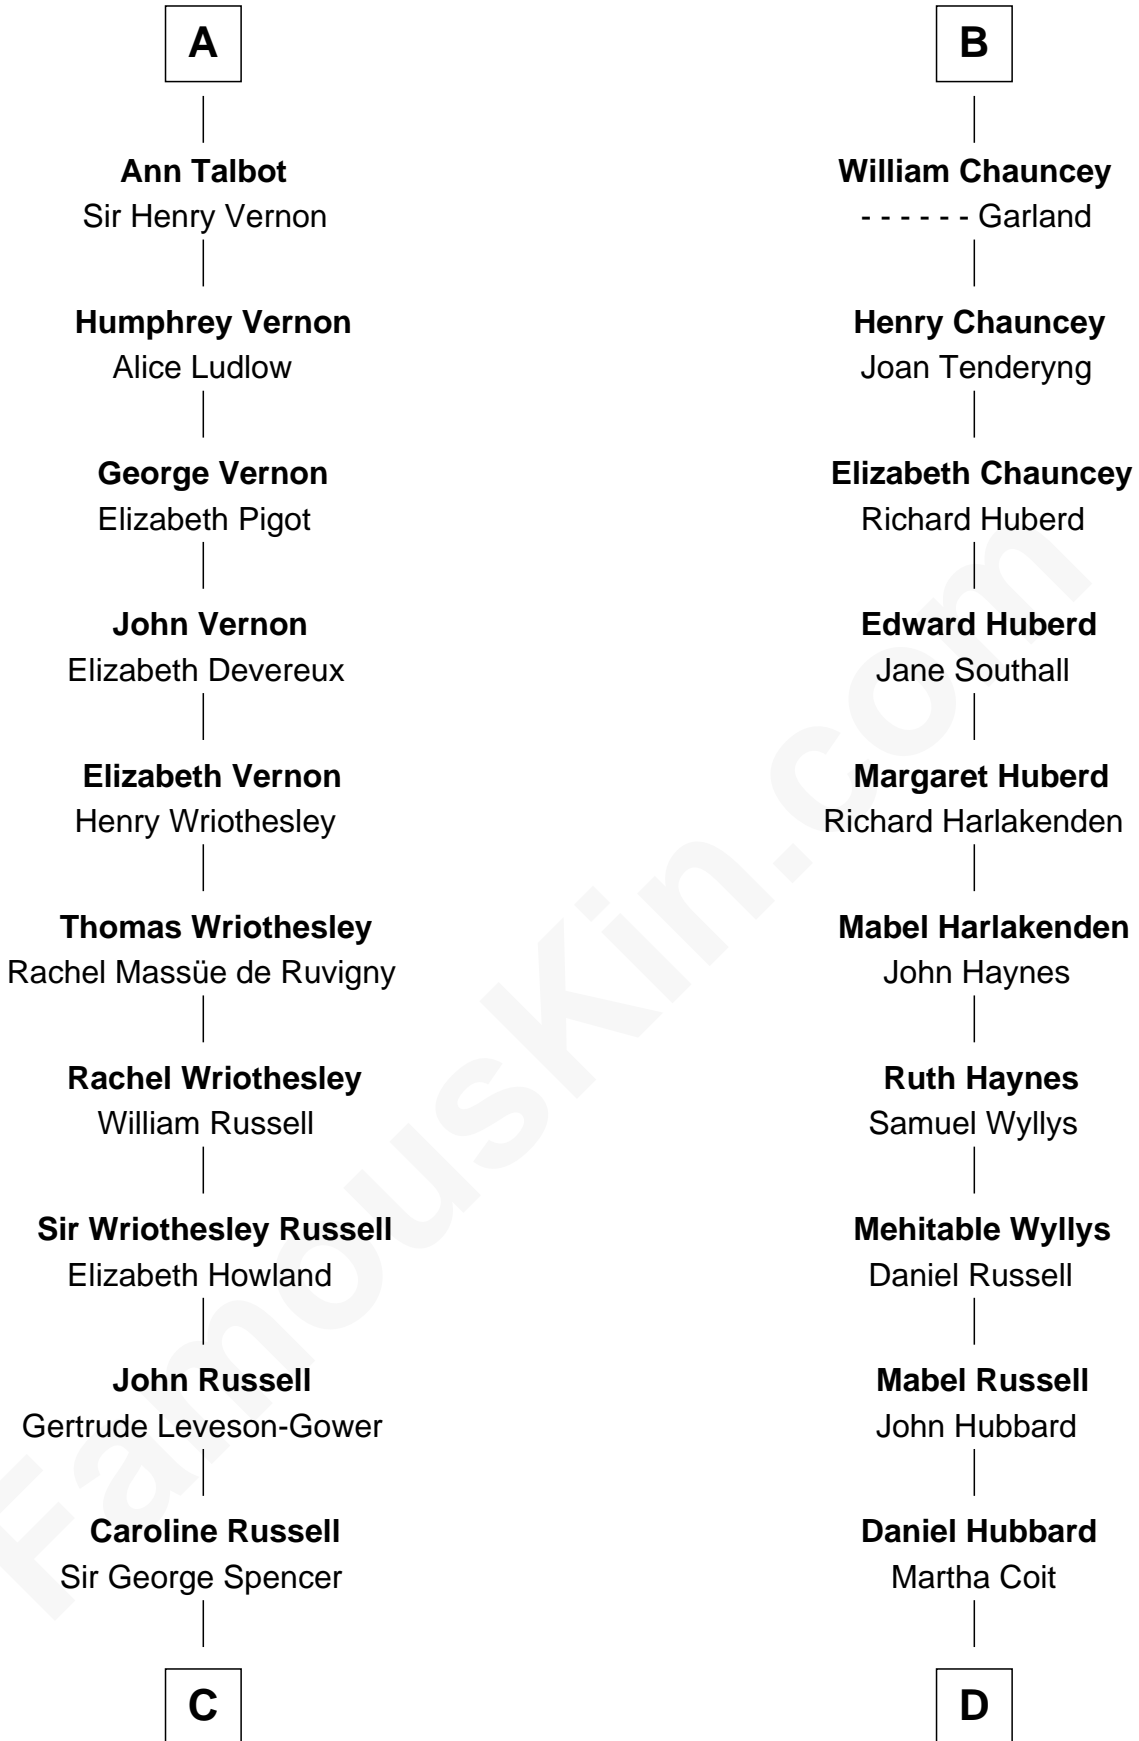 A
Ann Talbot
Sir Henry Vernon
Humphrey Vernon
Alice Ludlow
George Vernon
Elizabeth Pigot
John Vernon
Elizabeth Devereux
Elizabeth Vernon
Henry Wriothesley
Thomas Wriothesley
Rachel Massüe de Ruvigny
Rachel Wriothesley
William Russell
Sir Wriothesley Russell
Elizabeth Howland
John Russell
Gertrude Leveson-Gower
Caroline Russell
Sir George Spencer
C
B
William Chauncey
- - - - - - Garland
Henry Chauncey
Joan Tenderyng
Elizabeth Chauncey
Richard Huberd
Edward Huberd
Jane Southall
Margaret Huberd
Richard Harlakenden
Mabel Harlakenden
John Haynes
Ruth Haynes
Samuel Wyllys
Mehitable Wyllys
Daniel Russell
Mabel Russell
John Hubbard
Daniel Hubbard
Martha Coit
D
FamousKin.com